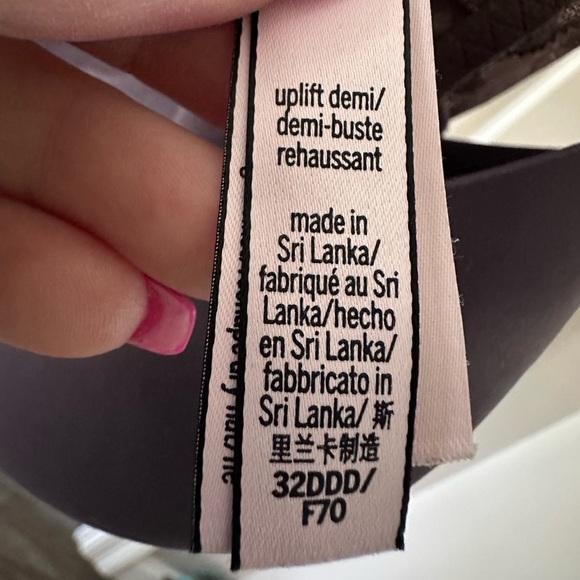 uplift demi/
demi-buste
rehaussant
made in
Sri Lanka/
fabriqué au Sri
Lanka/hecho
en Sri Lanka/
fabbricato in
Sri Lanka/ 斯
里兰卡制造
32DDD/
F70